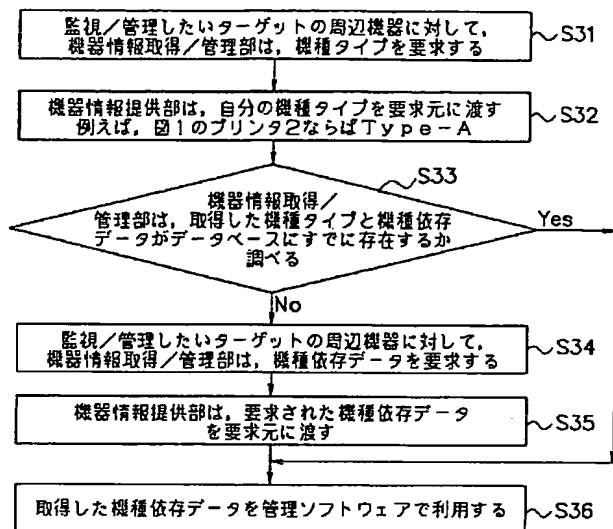 監視/管理したいターゲットの周辺機器に対して,
機器情報取得/管理部は,機種タイプを要求する
S31
機器情報提供部は,自分の機種タイプを要求元に渡す
例えば,図1のプリンタ2ならばType-A
S32
S33
機器情報取得/
管理部は,取得した機種タイプと機種依存
データがデータベースにすでに存在するか
調べる
Yes
No
監視/管理したいターゲットの周辺機器に対して,
機器情報取得/管理部は,機種依存データを要求する
S34
機器情報提供部は,要求された機種依存データ
を要求元に渡す
S35
取得した機種依存データを管理ソフトウェアで利用する
S36